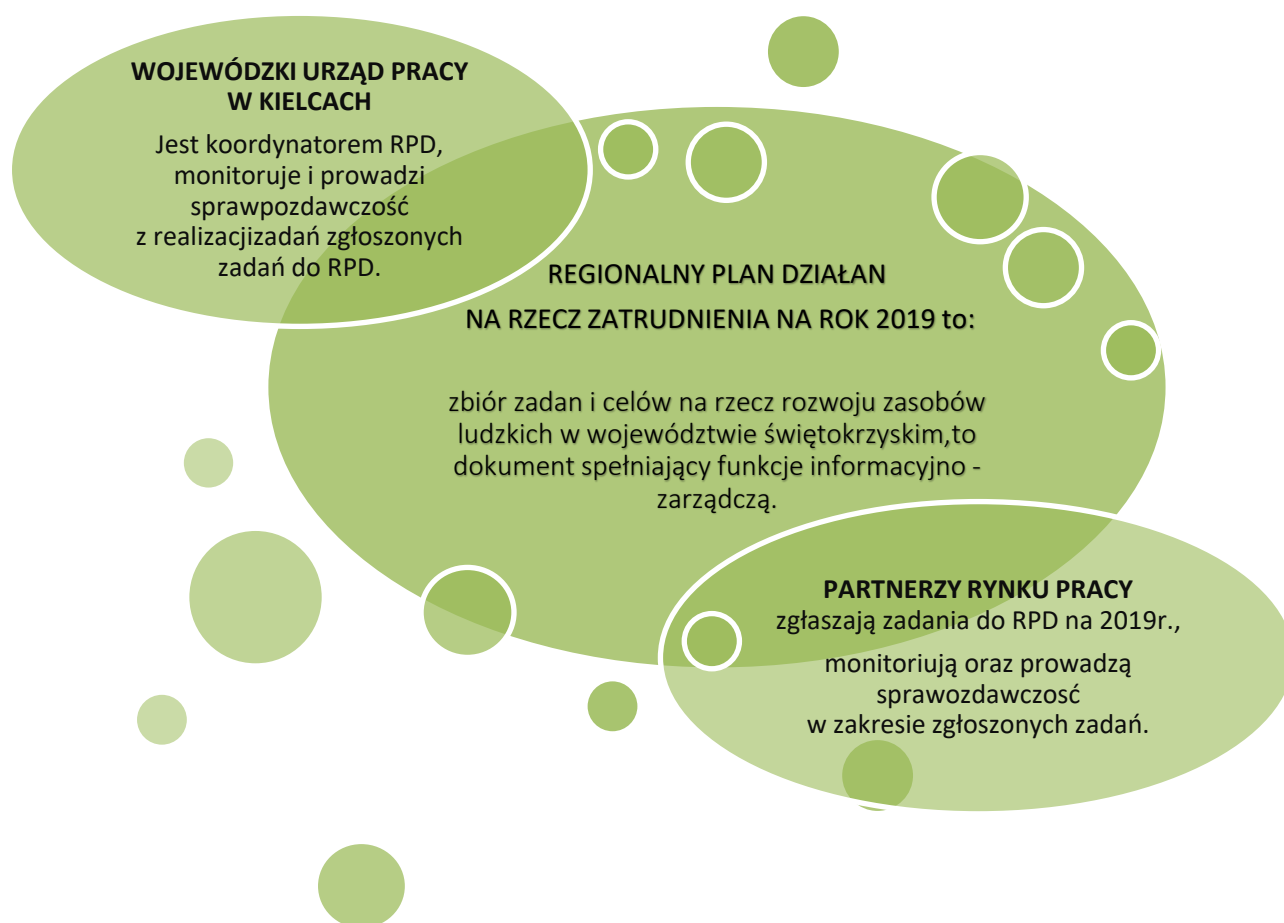 WOJEWÓDZKI URZĄD PRACY
W KIELCACH
Jest koordynatorem RPD,
monitoruje i prowadzi
sprawpozdawczość
z realizacjizadań zgłoszonych
zadań do RPD.
REGIONALNY PLAN DZIAŁAN
NA RZECZ ZATRUDNIENIA NA ROK 2019 to:
zbiór zadan i celów na rzecz rozwoju zasobów
ludzkich w województwie świętokrzyskim,to
dokument spełniający funkcje informacyjno -
zarządczą.
PARTNERZY RYNKU PRACY
zgłaszają zadania do RPD na 2019r.,
monitoriują oraz prowadzą
sprawozdawczosć
w zakresie zgłoszonych zadań.